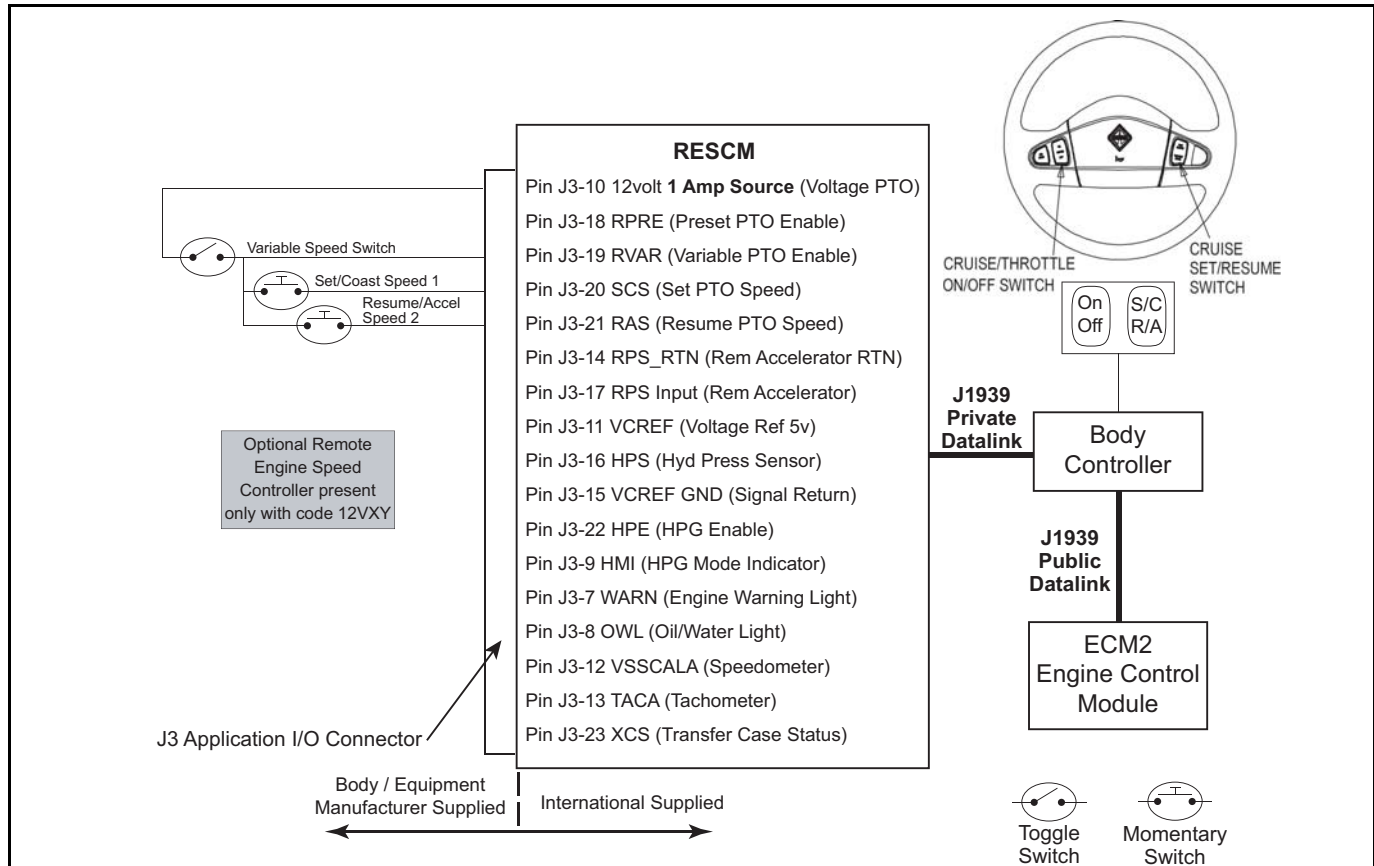 RESCM
Pin J3-10 12volt 1 Amp Source (Voltage PTO)
Pin J3-18 RPRE (Preset PTO Enable)
Pin J3-19 RVAR (Variable PTO Enable)
Pin J3-20 SCS (Set PTO Speed)
Pin J3-21 RAS (Resume PTO Speed)
Pin J3-14 RPS_RTN (Rem Accelerator RTN)
Pin J3-17 RPS Input (Rem Accelerator)
Pin J3-11 VCREF (Voltage Ref 5v)
Pin J3-16 HPS (Hyd Press Sensor)
Pin J3-15 VCREF GND (Signal Return)
Pin J3-22 HPE (HPG Enable)
Pin J3-9 HMI (HPG Mode Indicator)
Pin J3-7 WARN (Engine Warning Light)
Pin J3-8 OWL (Oil/Water Light)
Pin J3-12 VSSCALA (Speedometer)
Pin J3-13 TACA (Tachometer)
Pin J3-23 XCS (Transfer Case Status)
Variable Speed Switch
Set/Coast Speed 1
Resume/Accel
Speed 2
Optional Remote
Engine Speed
Controller present
only with code 12VXY
J3 Application I/O Connector
Body / Equipment
Manufacturer Supplied
International Supplied
CRUISE/THROTTLE
ON/OFF SWITCH
CRUISE
SET/RESUME
SWITCH
On
Off
S/C
R/A
J1939
Private
Datalink
Body
Controller
J1939
Public
Datalink
ECM2
Engine Control
Module
Toggle
Switch
Momentary
Switch